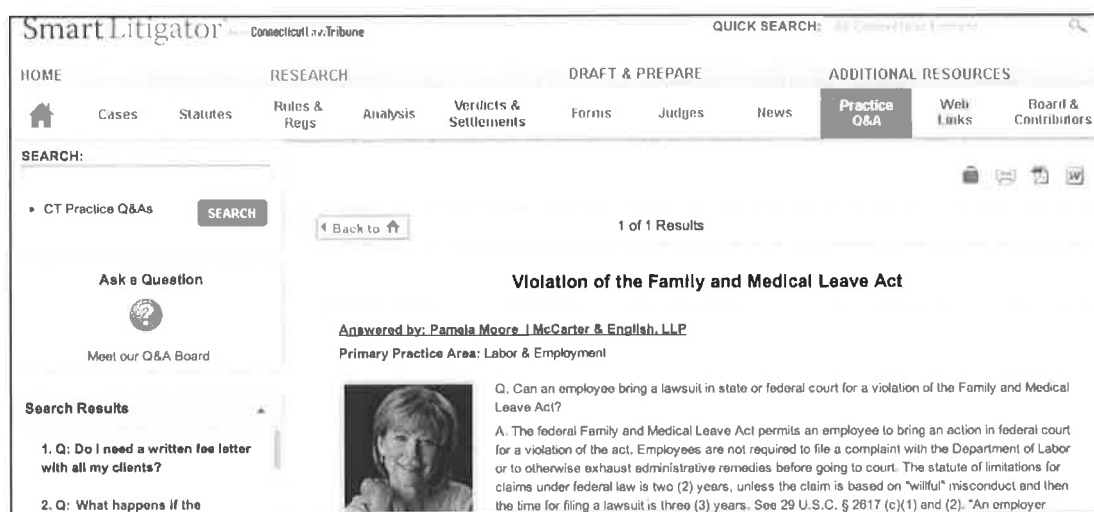 Smart Litigator Connecticut Law Tribune QUICK SEARCH:
HOME RESEARCH DRAFT & PREPARE ADDITIONAL RESOURCES
Cases Statutes Rules & Regs Analysis Verdicts & Settlements Forms Judges News Practice Q&A Web Links Board & Contributors
SEARCH:
• CT Practice Q&As SEARCH
Back to
1 of 1 Results
Ask a Question
Meet our Q&A Board
Search Results
1. Q: Do I need a written fee letter
with all my clients?
2. Q: What happens if the
Violation of the Family and Medical Leave Act
Answered by: Pamela Moore | McCarter & English, LLP
Primary Practice Area: Labor & Employment
Q. Can an employee bring a lawsuit in state or federal court for a violation of the Family and Medical
Leave Act?
A. The federal Family and Medical Leave Act permits an employee to bring an action in federal court
for a violation of the act. Employees are not required to file a complaint with the Department of Labor
or to otherwise exhaust administrative remedies before going to court. The statute of limitations for
claims under federal law is two (2) years, unless the claim is based on "willful" misconduct and then
the time for filing a lawsuit is three (3) years. See 29 U.S.C. § 2617 (c)(1) and (2). "An employer